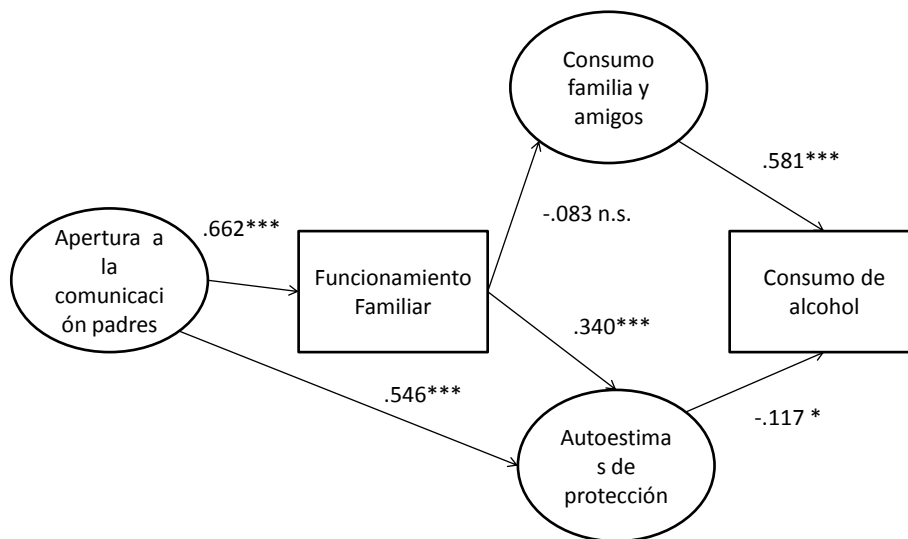 Consumo
familia y
amigos
.581***
-.083 n.s.
.662***
Apertura a
la
comunicaci
ón padres
Funcionamiento
Familiar
Consumo de
alcohol
.340***
.546***
-.117 *
Autoestima
s de
protección